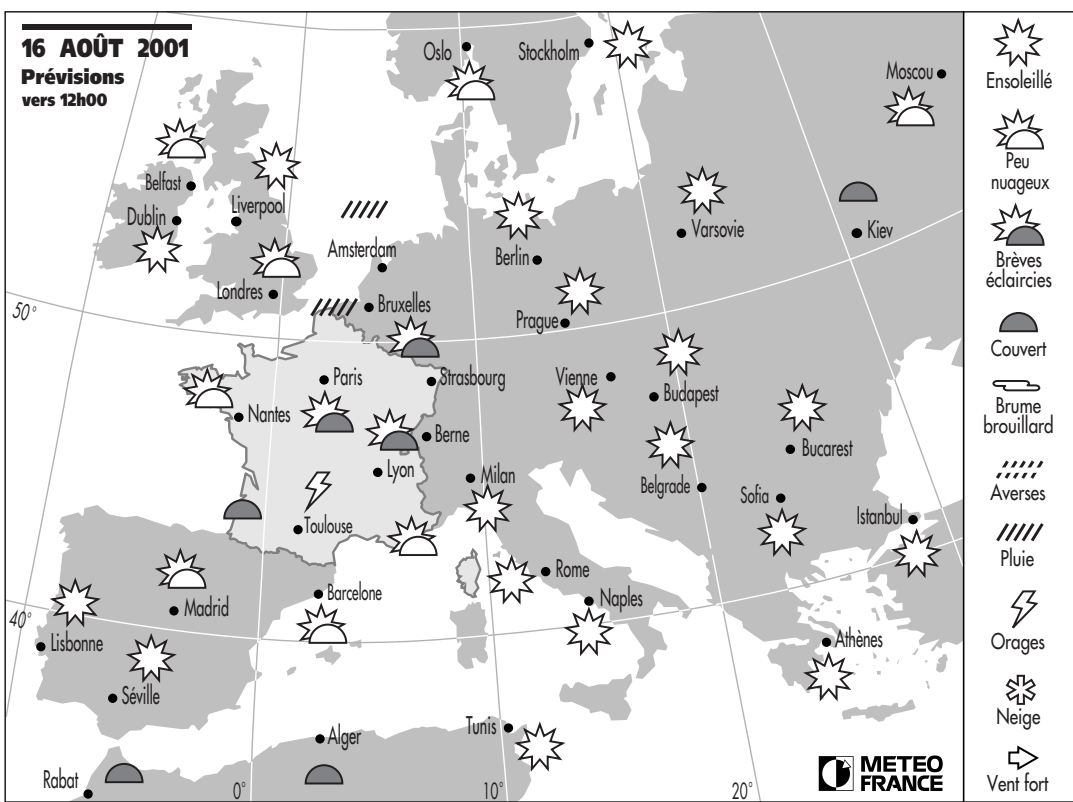 16 AOÛT 2001
Prévisions
vers 12h00
Oslo
Stockholm
Moscou
Belfast
Dublin
Liverpool
Varsovie
Kiev
Amsterdam
Berlin
Londres
Bruxelles
50°
Prague
Paris
Strasbourg
Vienne
Budapest
Nantes
Berne
Bucarest
Lyon
Milan
Belgrade
Sofia
Istanbul
Toulouse
Rome
Barcelone
Naples
Madrid
40°
Lisbonne
Athènes
Séville
Tunis
Alger
Rabat
0°
10°
20°
METEO
FRANCE
Ensoleillé
Peu
nuageux
Brèves
éclaircies
Couvert
Brume
brouillard
Averses
Pluie
Orages
Neige
Vent fort